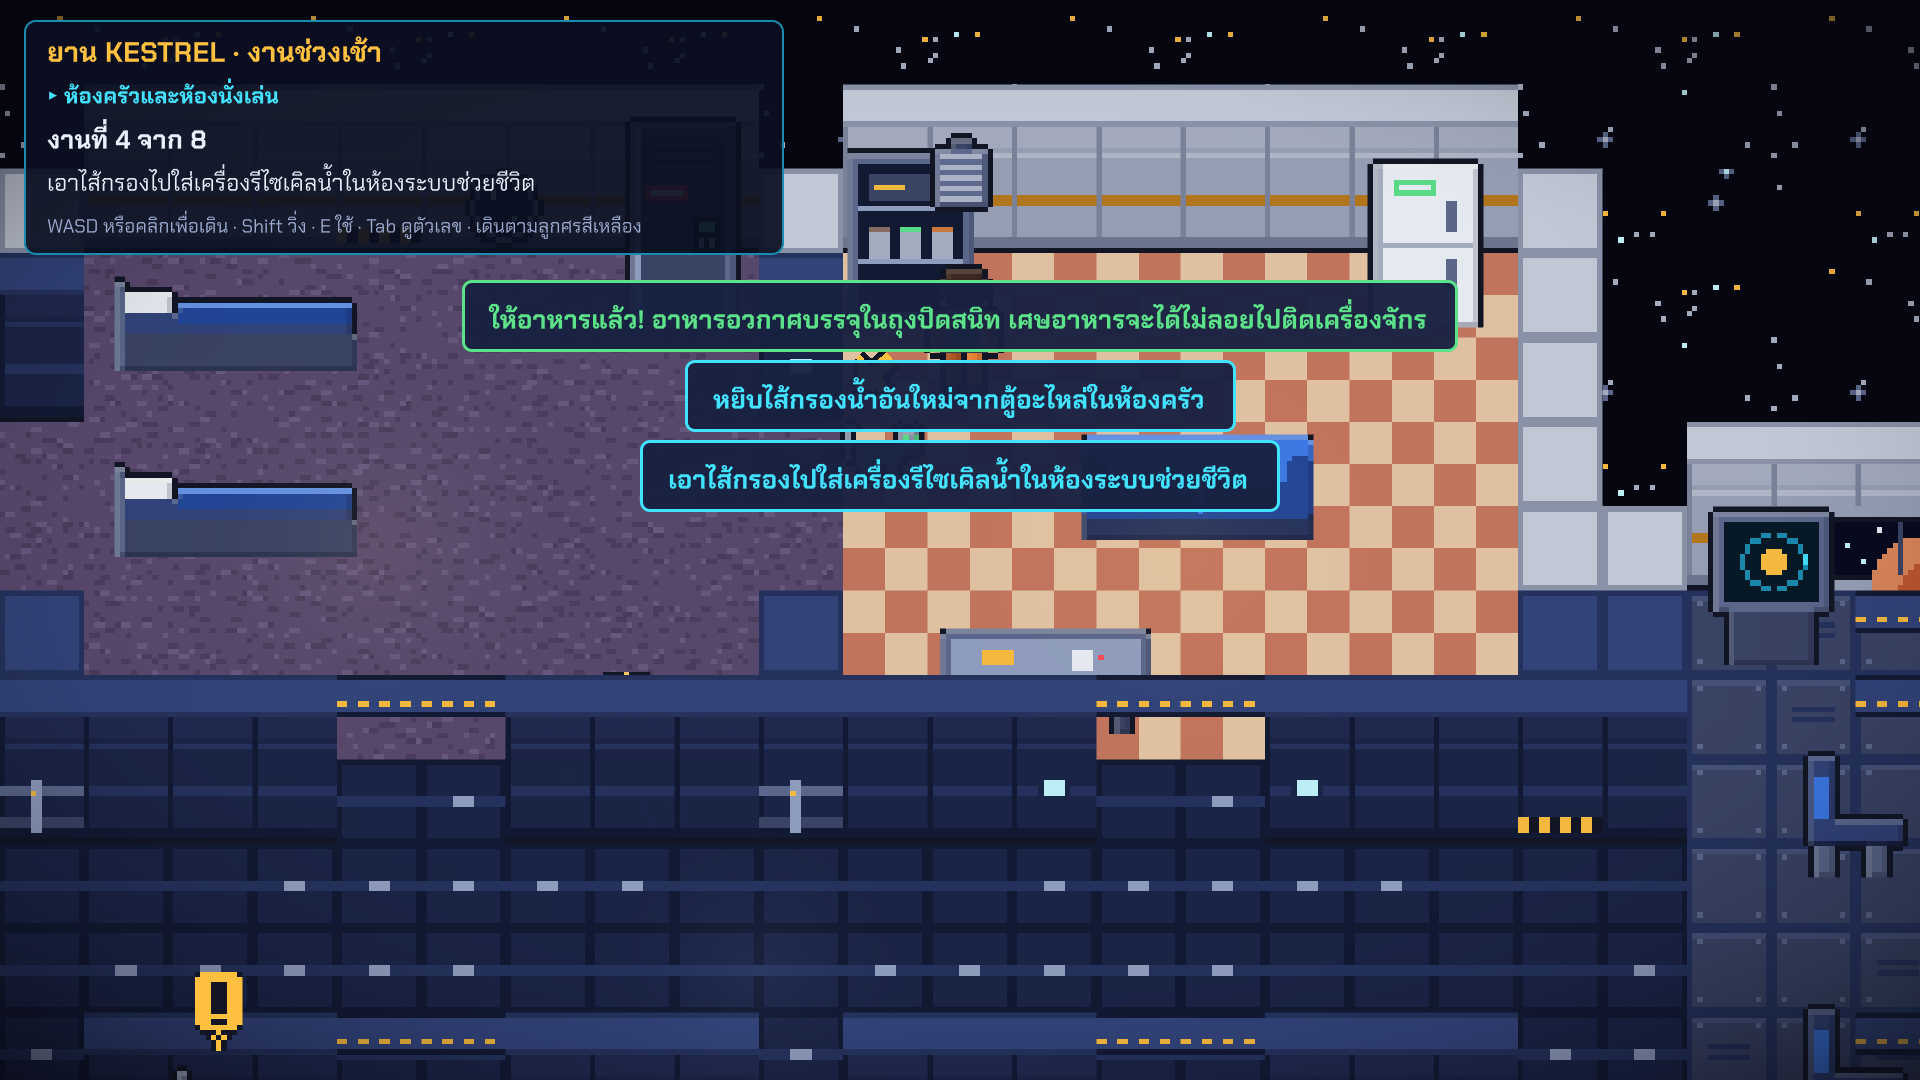 ยาน KESTREL · งานช่วงเช้า
▸ ห้องครัวและห้องนั่งเล่น
งานที่ 4 จาก 8
เอาไส้กรองไปใส่เครื่องรีไซเคิลน้ำในห้องระบบช่วยชีวิต
WASD หรือคลิกเพื่อเดิน · Shift วิ่ง · E ใช้ · Tab ดูตัวเลข · เดินตามลูกศรสีเหลือง
ให้อาหารแล้ว! อาหารอวกาศบรรจุในถุงปิดสนิท เศษอาหารจะได้ไม่ลอยไปติดเครื่องจักร
หยิบไส้กรองน้ำอันใหม่จากตู้อะไหล่ในห้องครัว
เอาไส้กรองไปใส่เครื่องรีไซเคิลน้ำในห้องระบบช่วยชีวิต